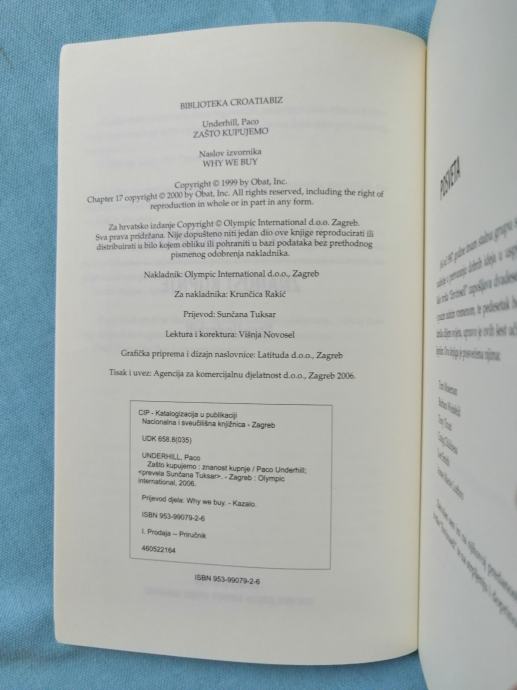 BIBLIOTEKA CROATIABIZ
Underhill, Paco
ZAŠTO KUPUJEMO
Naslov izvornika
WHY WE BUY
Copyright © 1999 by Obat, Inc.
Chapter 17 copyright © 2000 by Obat, Inc. All rights reserved, including the right of
reproduction in whole or in part in any form.
Za hrvatsko izdanje Copyright © Olympic International d.o.o. Zagreb.
Sva prava pridržana. Nije dopušteno niti jedan dio ove knjige reproducirati ili
distribuirati u bilo kojem obliku ili pohraniti u bazi podataka bez prethodnog
pismenog odobrenja nakladnika.
Nakladnik: Olympic International d.o.o., Zagreb
Za nakladnika: Krunčica Rakić
Prijevod: Sunčana Tuksar
Lektura i korektura: Višnja Novosel
Grafička priprema i dizajn naslovnice: Latituda d.o.o., Zagreb
Tisak i uvez: Agencija za komercijalnu djelatnost d.o.o., Zagreb 2006.
CIP - Katalogizacija u publikaciji
Nacionalna i sveučilišna knjižnica - Zagreb
UDK 658.8(035)
UNDERHILL, Paco
Zašto kupujemo : znanost kupnje / Paco Underhill;
<prevela Sunčana Tuksar>. - Zagreb : Olympic
international, 2006.
Prijevod djela: Why we buy. - Kazalo.
ISBN 953-99079-2-6
I. Prodaja -- Priručnik
460522164
ISBN 953-99079-2-6
POSVETA